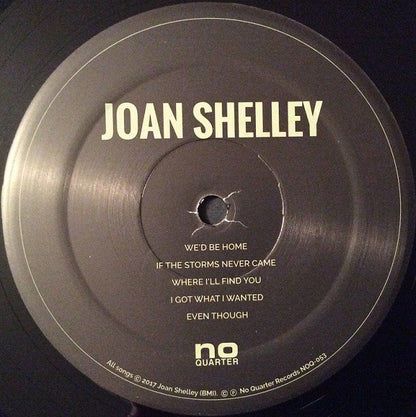 JOAN SHELLEY
WE'D BE HOME
IF THE STORMS NEVER CAME
WHERE I'LL FIND YOU
I GOT WHAT I WANTED
EVEN THOUGH
no
QUARTER
All songs © 2017 Joan Shelley (BMI). © ℗ No Quarter Records NOQ-053